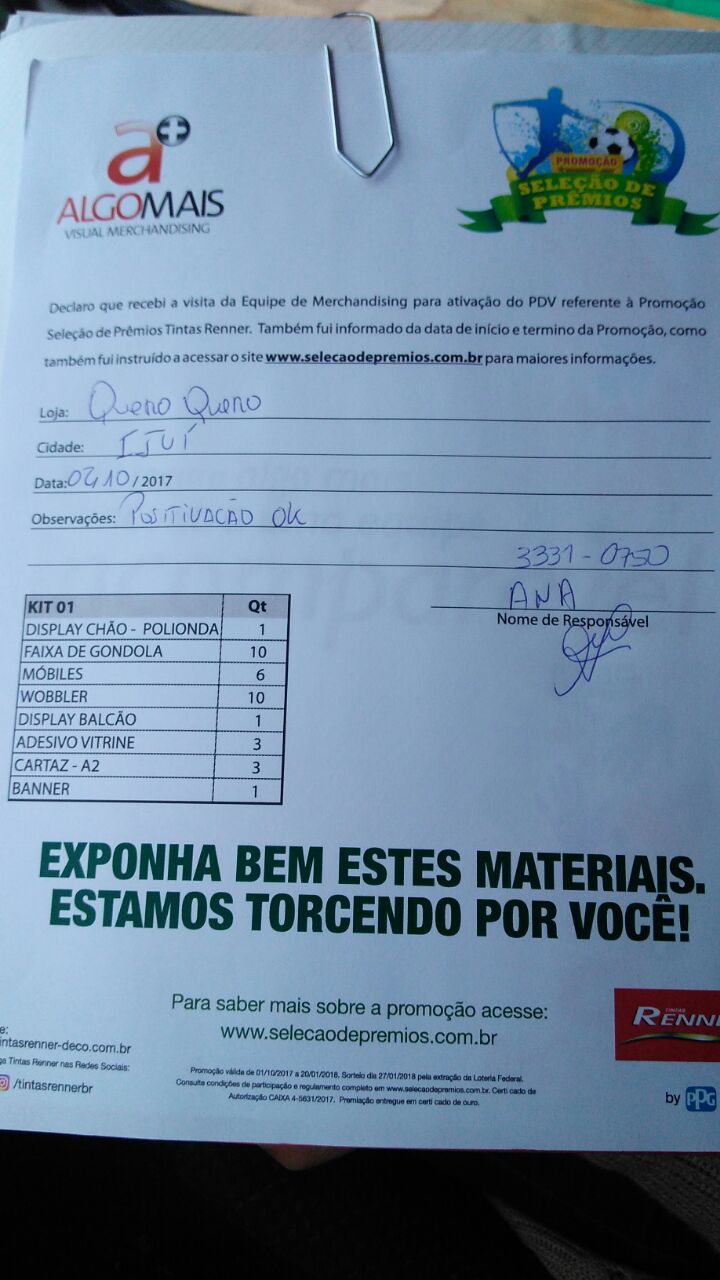 a+
ALGOMAIS
VISUAL MERCHANDISING
PROMOÇÃO
SELEÇÃO DE
PRÊMIOS
Declaro que recebi a visita da Equipe de Merchandising para ativação do PDV referente à Promoção
Seleção de Prêmios Tintas Renner. Também fui informado da data de início e termino da Promoção, como
também fui instruído a acessar o site www.selecaodepremios.com.br para maiores informações.
Loja: Quero Quero
Cidade: IJUÍ
Data: 02/10/2017
Observações: POSITIVAÇÃO OK
3331-0750
ANA
Nome de Responsável
KIT 01 Qt
DISPLAY CHÃO - POLIONDA 1
FAIXA DE GONDOLA 10
MÓBILES 6
WOBBLER 10
DISPLAY BALCÃO 1
ADESIVO VITRINE 3
CARTAZ - A2 3
BANNER 1
EXPONHA BEM ESTES MATERIAIS.
ESTAMOS TORCENDO POR VOCÊ!
Para saber mais sobre a promoção acesse:
www.selecaodepremios.com.br
e:
intasrenner-deco.com.br
ga Tintas Renner nas Redes Sociais:
/tintasrennerbr
Promoção válida de 01/10/2017 a 20/01/2018. Sorteio dia 27/01/2018 pela extração da Loteria Federal.
Consulte condições de participação e regulamento completo em www.selecaodepremios.com.br. Certi cado de
Autorização CAIXA 4-5631/2017. Premiação entregue em certi cado de ouro.
TINTAS
RENN
by PPG